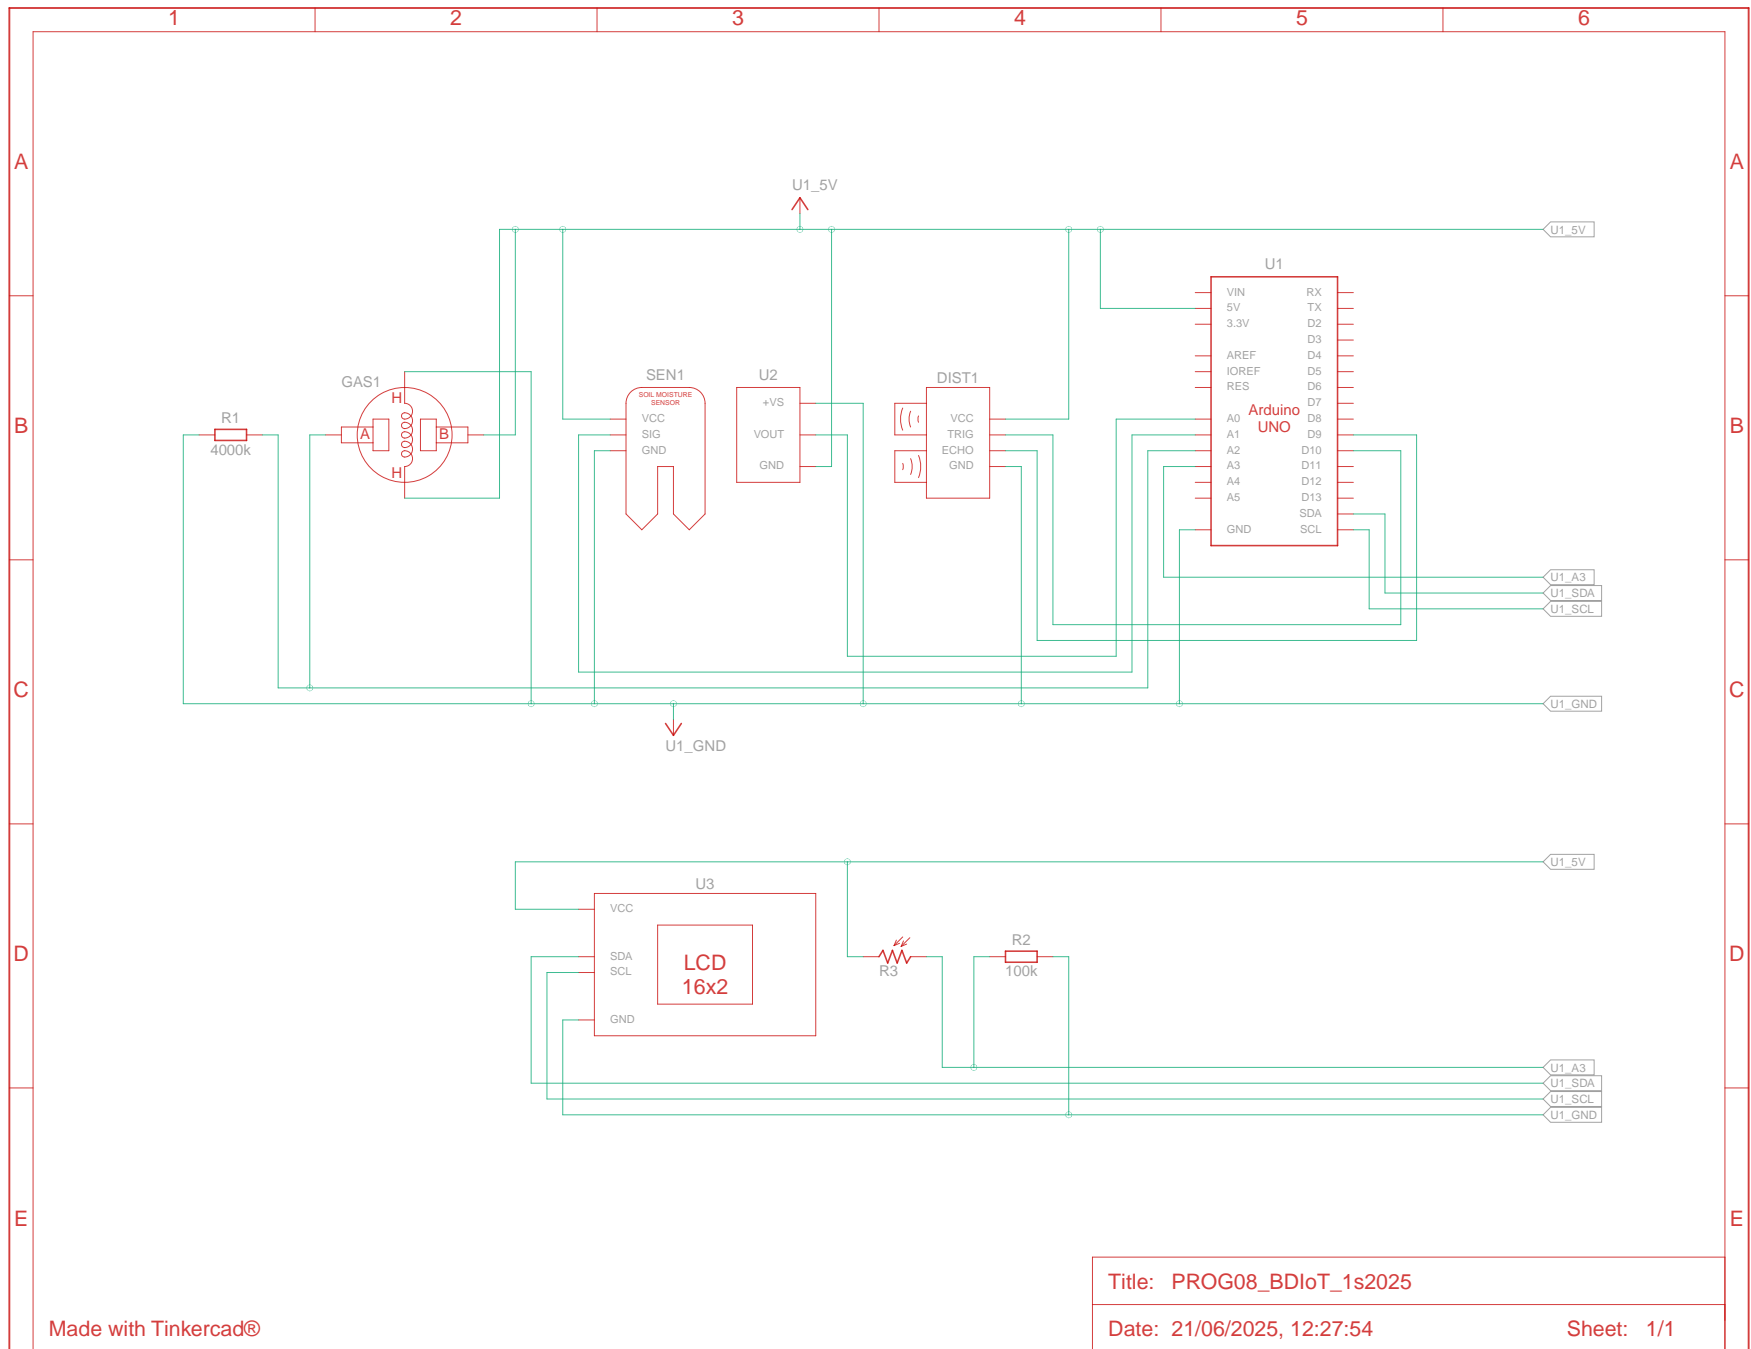 1 2 3 4 5 6
A A
U1_5V
U1_5V
U1
VIN RX
5V TX
3.3V D2
D3
AREF D4
IOREF D5
RES D6
D7
A0 D8
A1 D9
A2 D10
A3 D11
A4 D12
A5 D13
SDA
GND SCL
Arduino
UNO
GAS1
H
A B
H
R1
4000k
SEN1
SOIL MOISTURE
SENSOR
VCC
SIG
GND
U2
+VS
VOUT
GND
DIST1
VCC
TRIG
ECHO
GND
B B
U1_A3
U1_SDA
U1_SCL
C C
U1_GND
U1_GND
U1_5V
U3
VCC
SDA
SCL
GND
LCD
16x2
R3
R2
100k
D D
U1_A3
U1_SDA
U1_SCL
U1_GND
E E
Title: PROG08_BDIoT_1s2025
Made with Tinkercad®
Date: 21/06/2025, 12:27:54 Sheet: 1/1